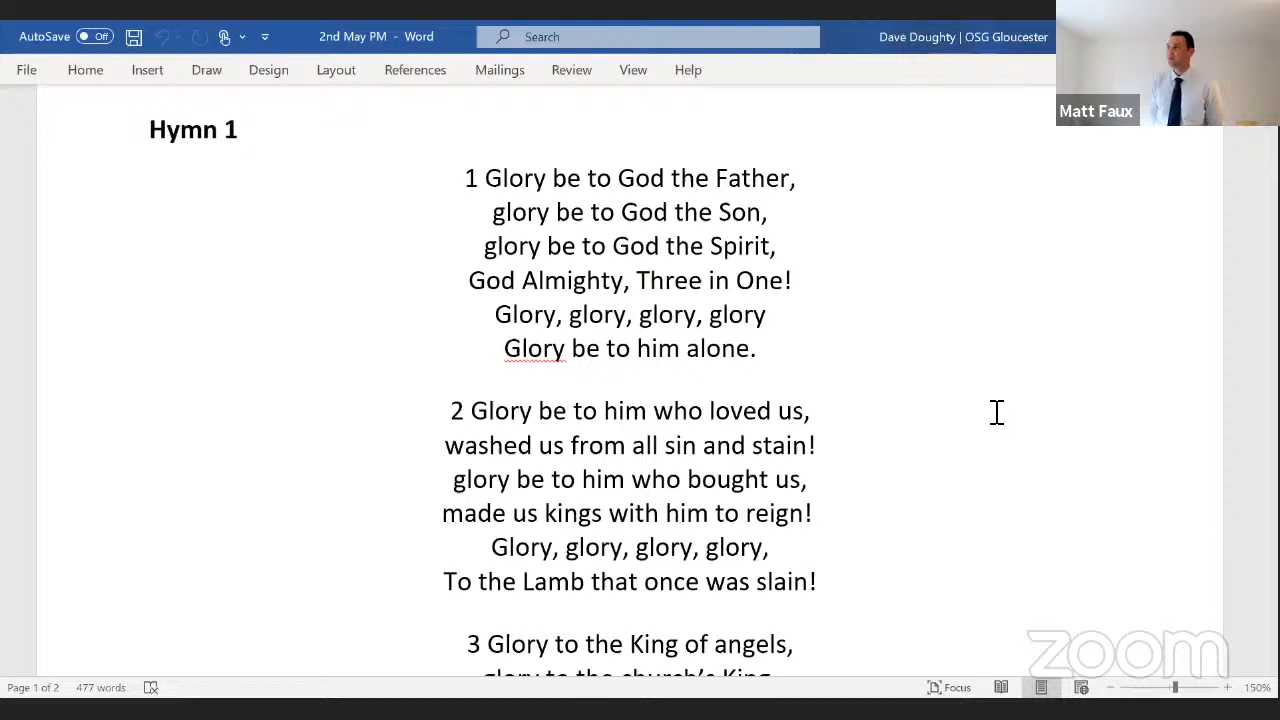 AutoSave Off 2nd May PM - Word Search Dave Doughty | OSG Gloucester
File Home Insert Draw Design Layout References Mailings Review View Help
Matt Faux
Hymn 1
1 Glory be to God the Father,
glory be to God the Son,
glory be to God the Spirit,
God Almighty, Three in One!
Glory, glory, glory, glory
Glory be to him alone.
2 Glory be to him who loved us,
washed us from all sin and stain!
glory be to him who bought us,
made us kings with him to reign!
Glory, glory, glory, glory,
To the Lamb that once was slain!
3 Glory to the King of angels,
glory to the church's King
zoom
Page 1 of 2 477 words Focus 150%